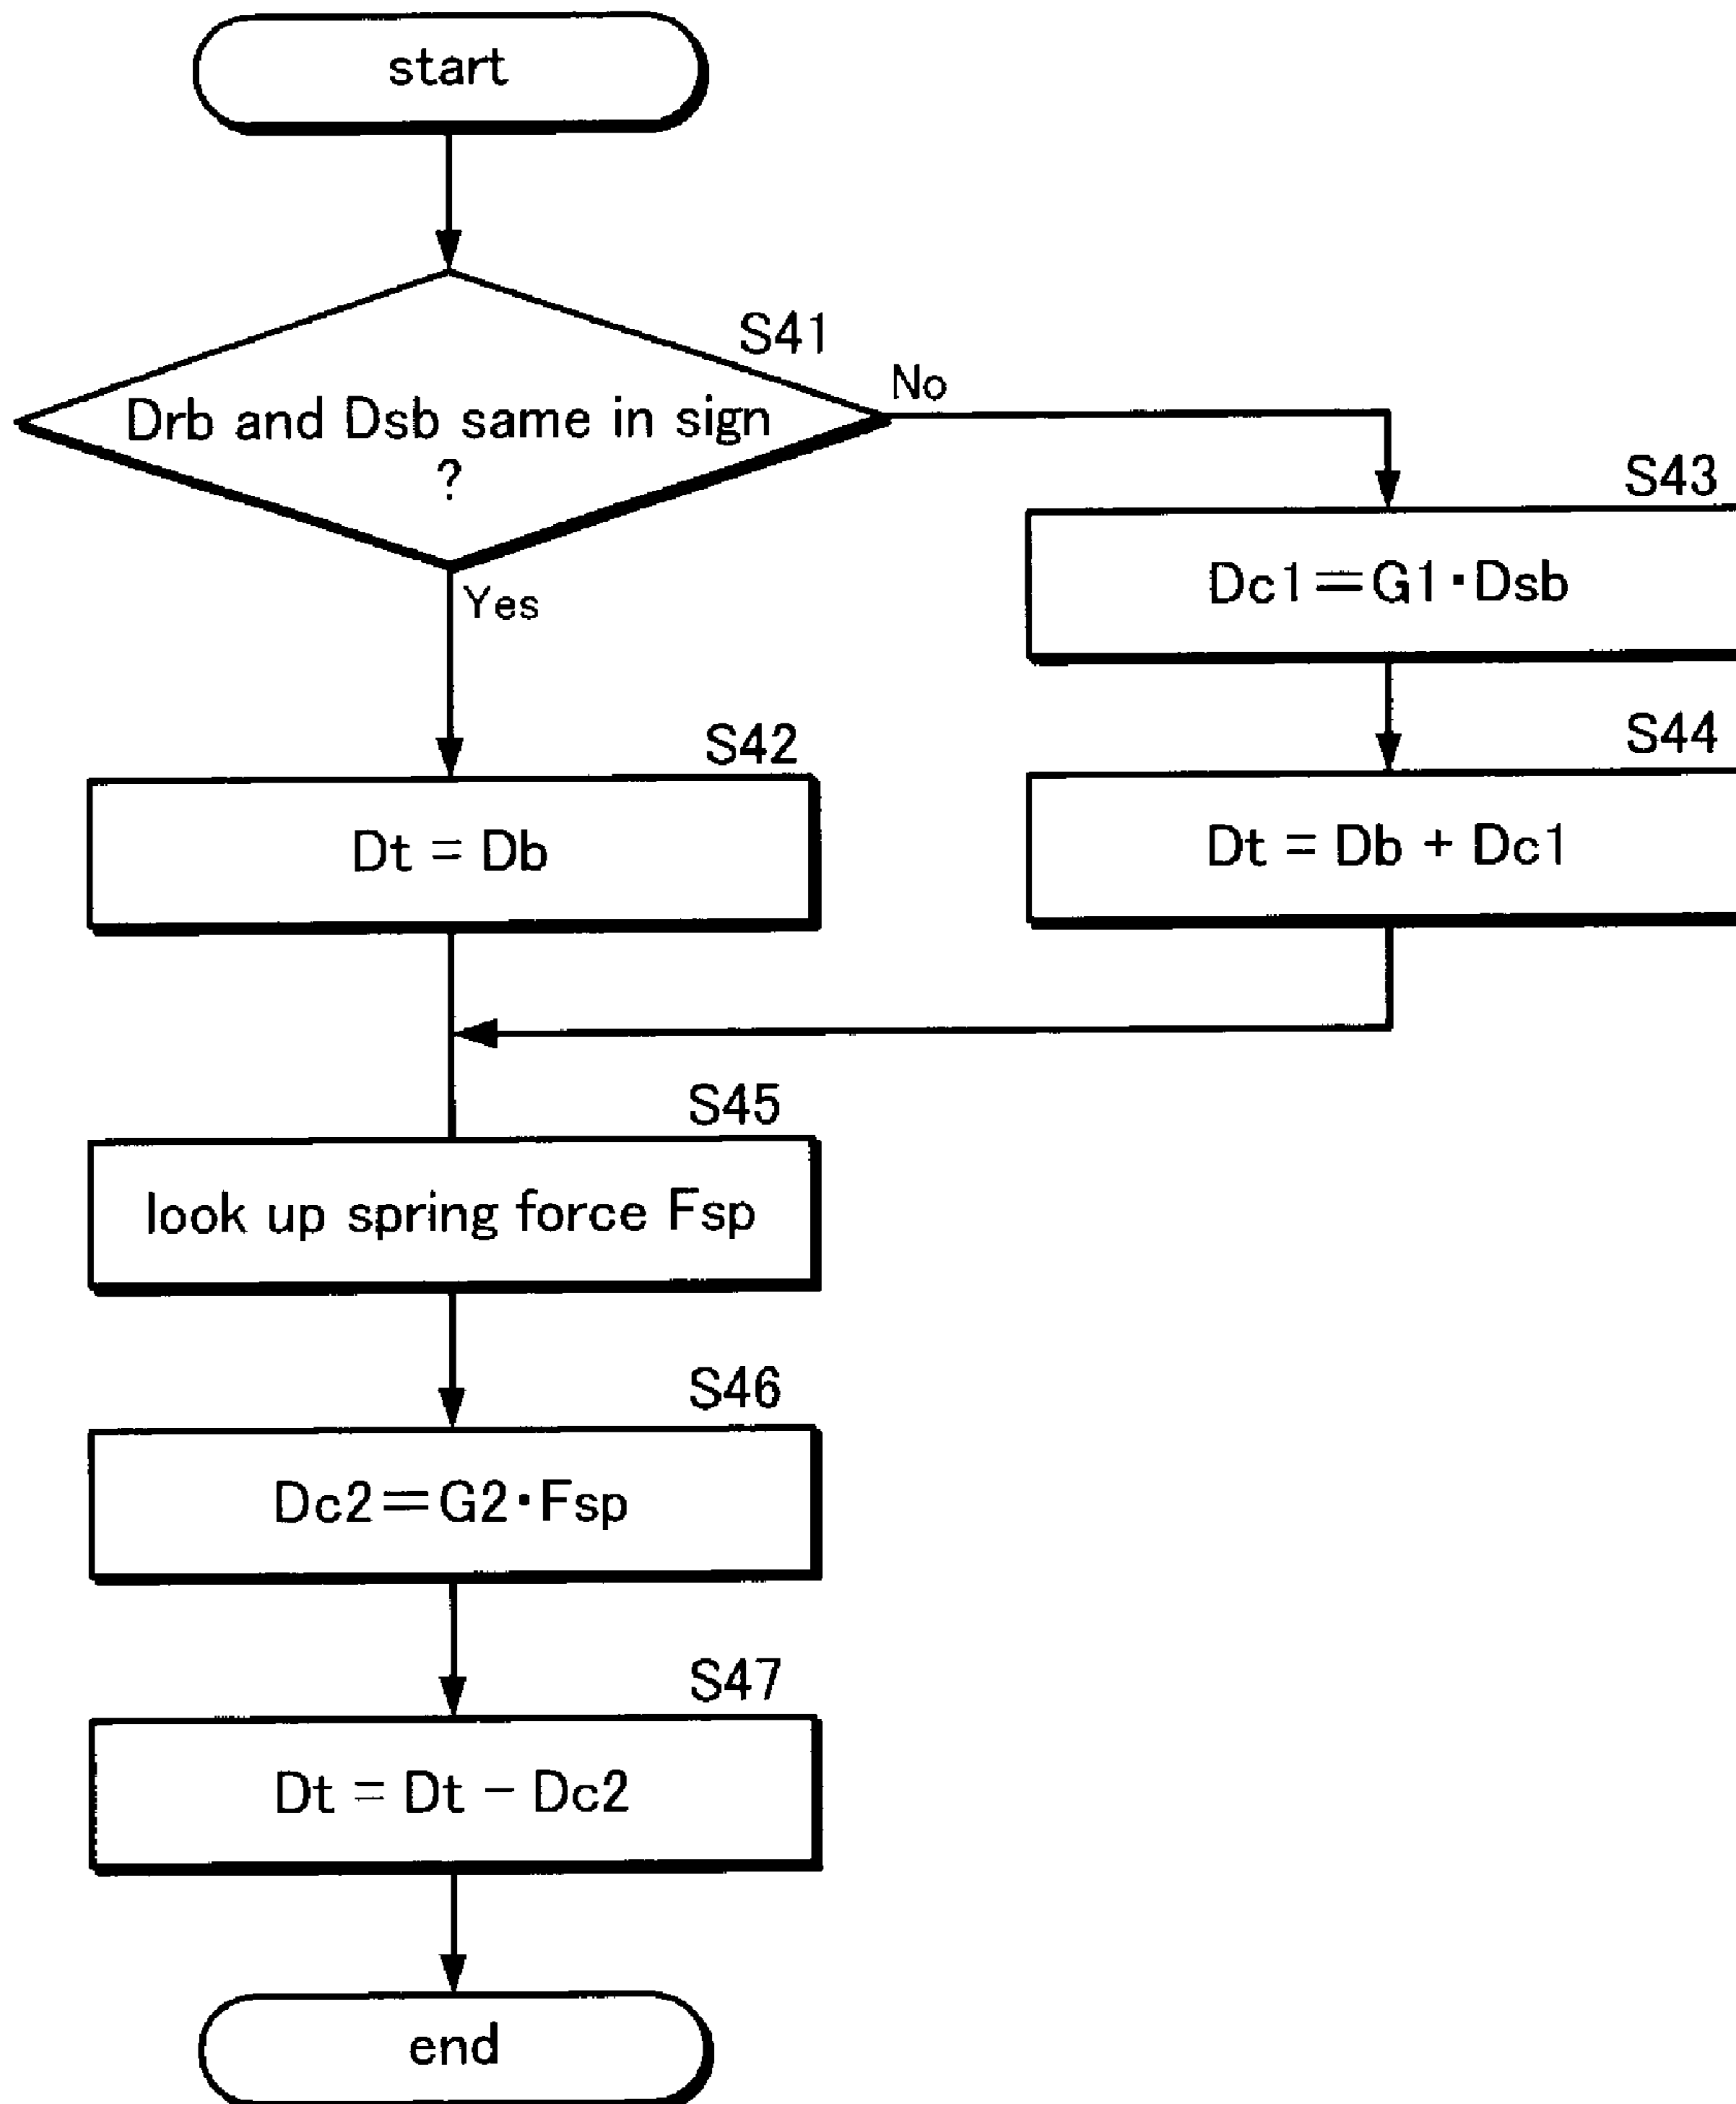 start
S41
Drb and Dsb same in sign
?
No
Yes
S43
Dc1=G1·Dsb
S42
Dt = Db
S44
Dt = Db + Dc1
S45
look up spring force Fsp
S46
Dc2=G2·Fsp
S47
Dt = Dt - Dc2
end